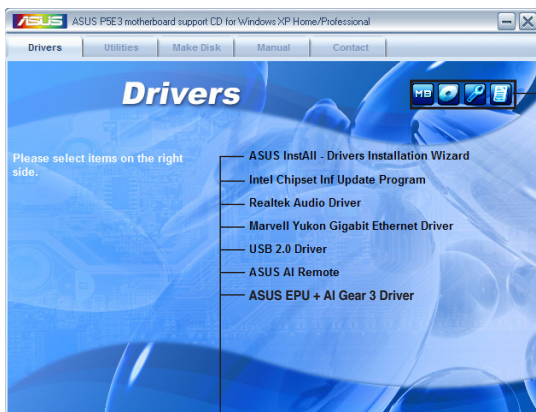 ASUS ASUS P5E3 motherboard support CD for Windows XP Home/Professional
Drivers Utilities Make Disk Manual Contact
Drivers
MB
Please select items on the right
side.
ASUS InstAll - Drivers Installation Wizard
Intel Chipset Inf Update Program
Realtek Audio Driver
Marvell Yukon Gigabit Ethernet Driver
USB 2.0 Driver
ASUS AI Remote
ASUS EPU + AI Gear 3 Driver